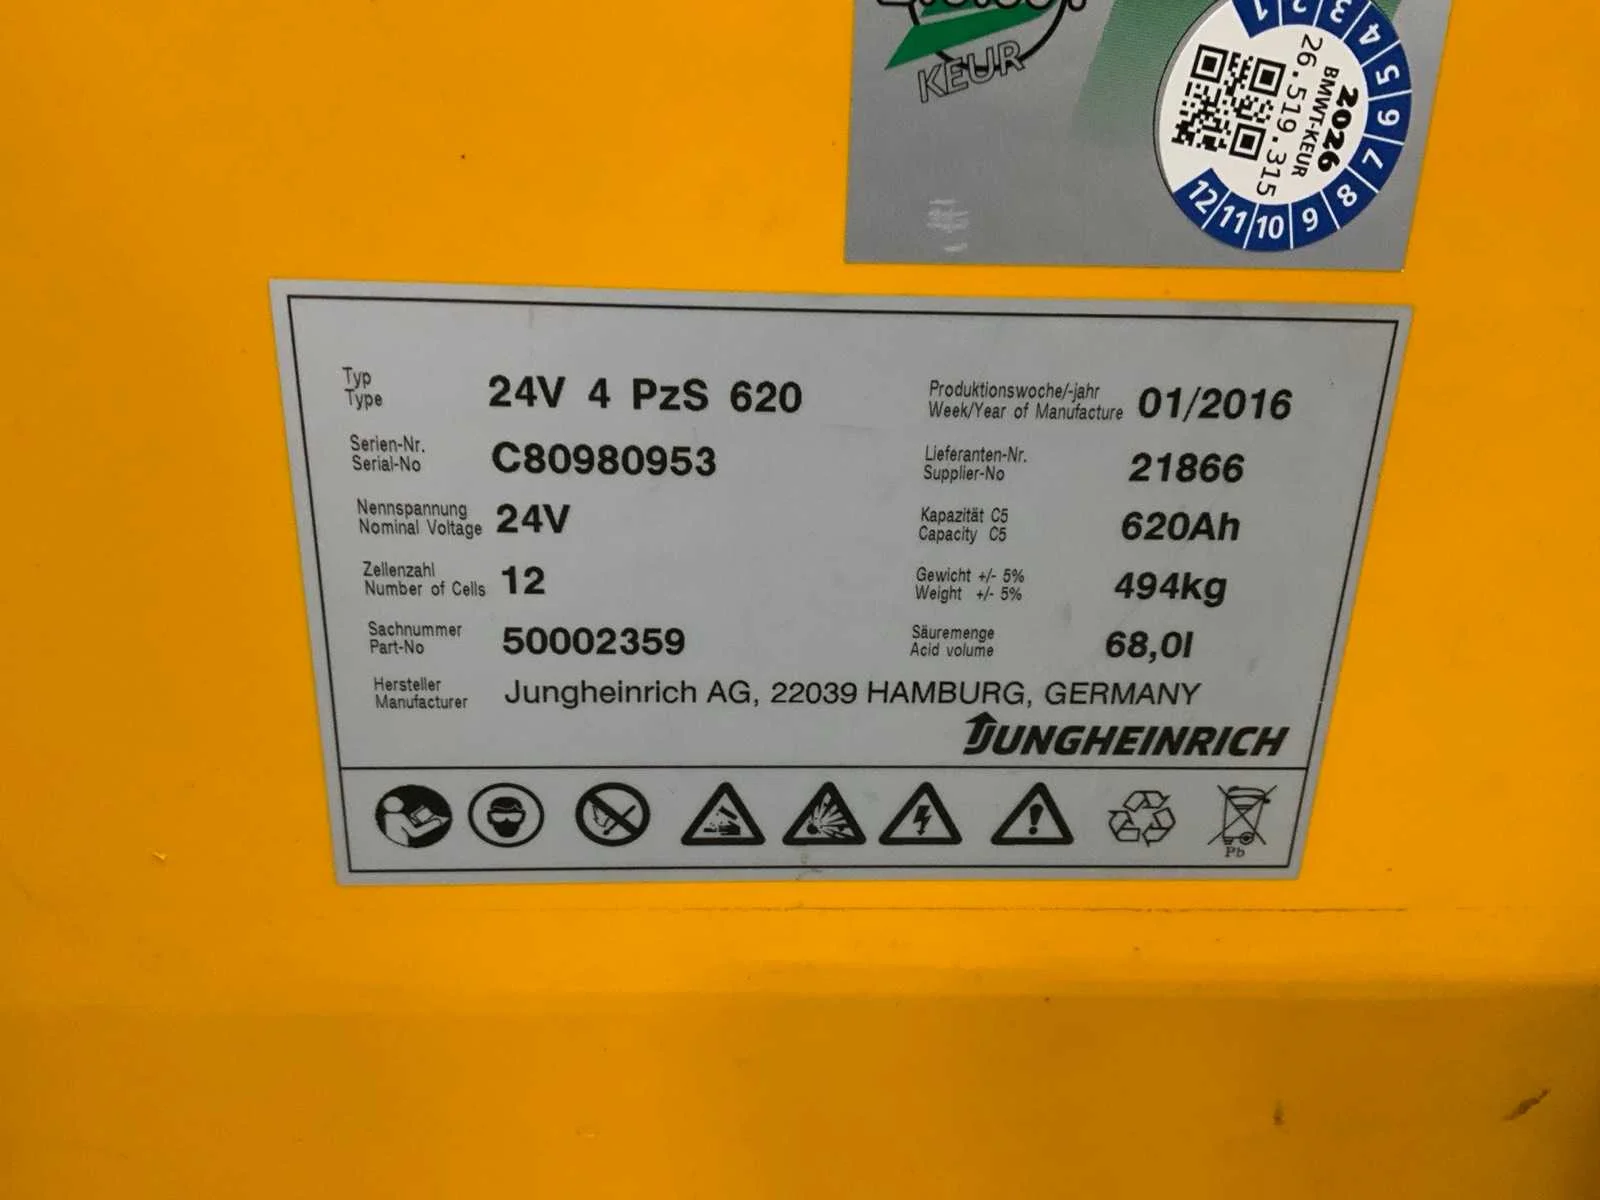 KEUR
1 2 3 4 5 6 7 8 9 10 11 12
2026
BMWT-KEUR
26.519.315
Typ
Type
24V 4 PzS 620
Produktionswoche/-jahr
Week/Year of Manufacture
01/2016
Serien-Nr.
Serial-No
C80980953
Lieferanten-Nr.
Supplier-No
21866
Nennspannung
Nominal Voltage
24V
Kapazität C5
Capacity C5
620Ah
Zellenzahl
Number of Cells
12
Gewicht +/- 5%
Weight +/- 5%
494kg
Sachnummer
Part-No
50002359
Säuremenge
Acid volume
68,0l
Hersteller
Manufacturer
Jungheinrich AG, 22039 HAMBURG, GERMANY
JUNGHEINRICH
Pb